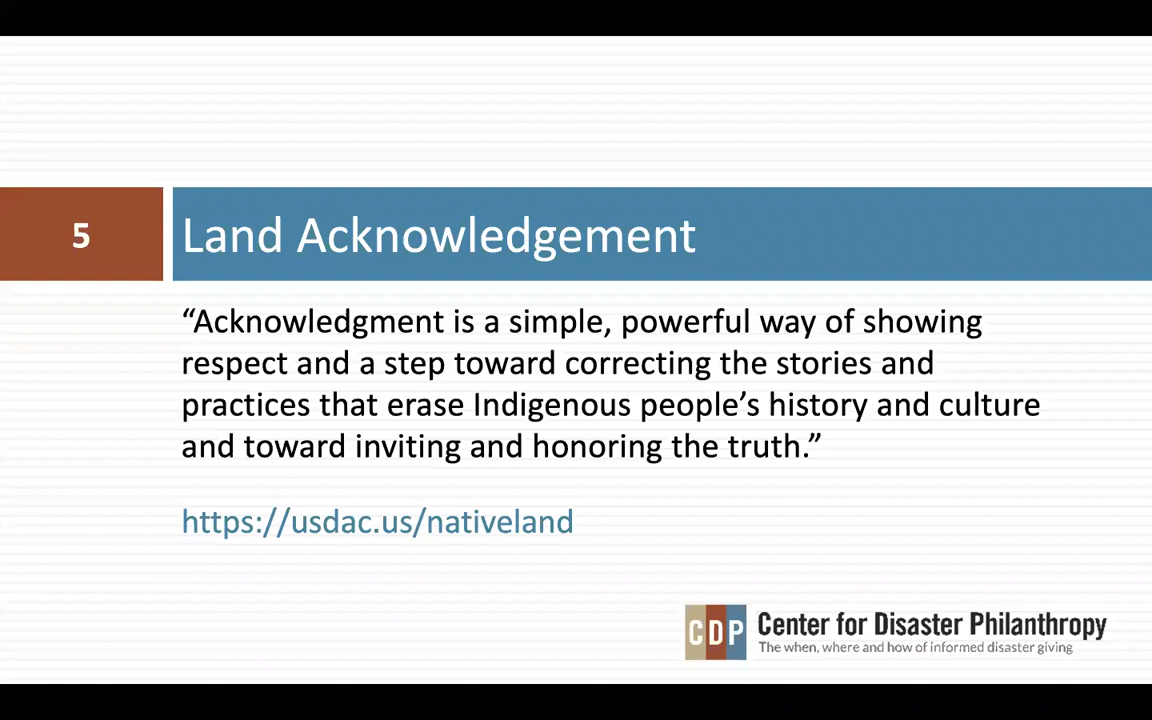 5
Land Acknowledgement
“Acknowledgment is a simple, powerful way of showing
respect and a step toward correcting the stories and
practices that erase Indigenous people’s history and culture
and toward inviting and honoring the truth.”
https://usdac.us/nativeland
CDP Center for Disaster Philanthropy
The when, where and how of informed disaster giving